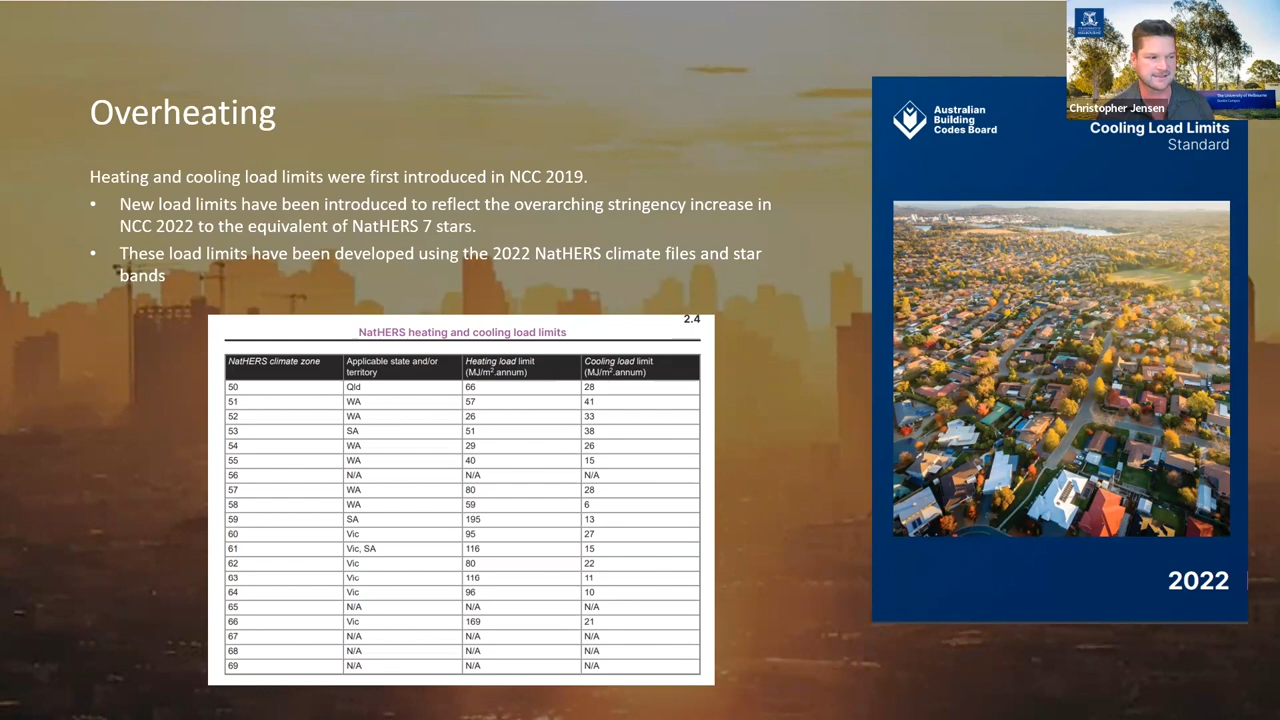 Overheating
Heating and cooling load limits were first introduced in NCC 2019.
• New load limits have been introduced to reflect the overarching stringency increase in
NCC 2022 to the equivalent of NatHERS 7 stars.
• These load limits have been developed using the 2022 NatHERS climate files and star
bands
2.4
NatHERS heating and cooling load limits
NatHERS climate zone Applicable state and/or territory Heating load limit (MJ/m².annum) Cooling load limit (MJ/m².annum)
50 Qld 66 28
51 WA 57 41
52 WA 26 33
53 SA 51 38
54 WA 29 26
55 WA 40 15
56 N/A N/A N/A
57 WA 80 28
58 WA 59 6
59 SA 195 13
60 Vic 95 27
61 Vic, SA 116 15
62 Vic 80 22
63 Vic 116 11
64 Vic 96 10
65 N/A N/A N/A
66 Vic 169 21
67 N/A N/A N/A
68 N/A N/A N/A
69 N/A N/A N/A
Australian
Building
Codes Board
Cooling Load Limits
Standard
2022
MELBOURNE
Christopher Jensen
The University of Melbourne